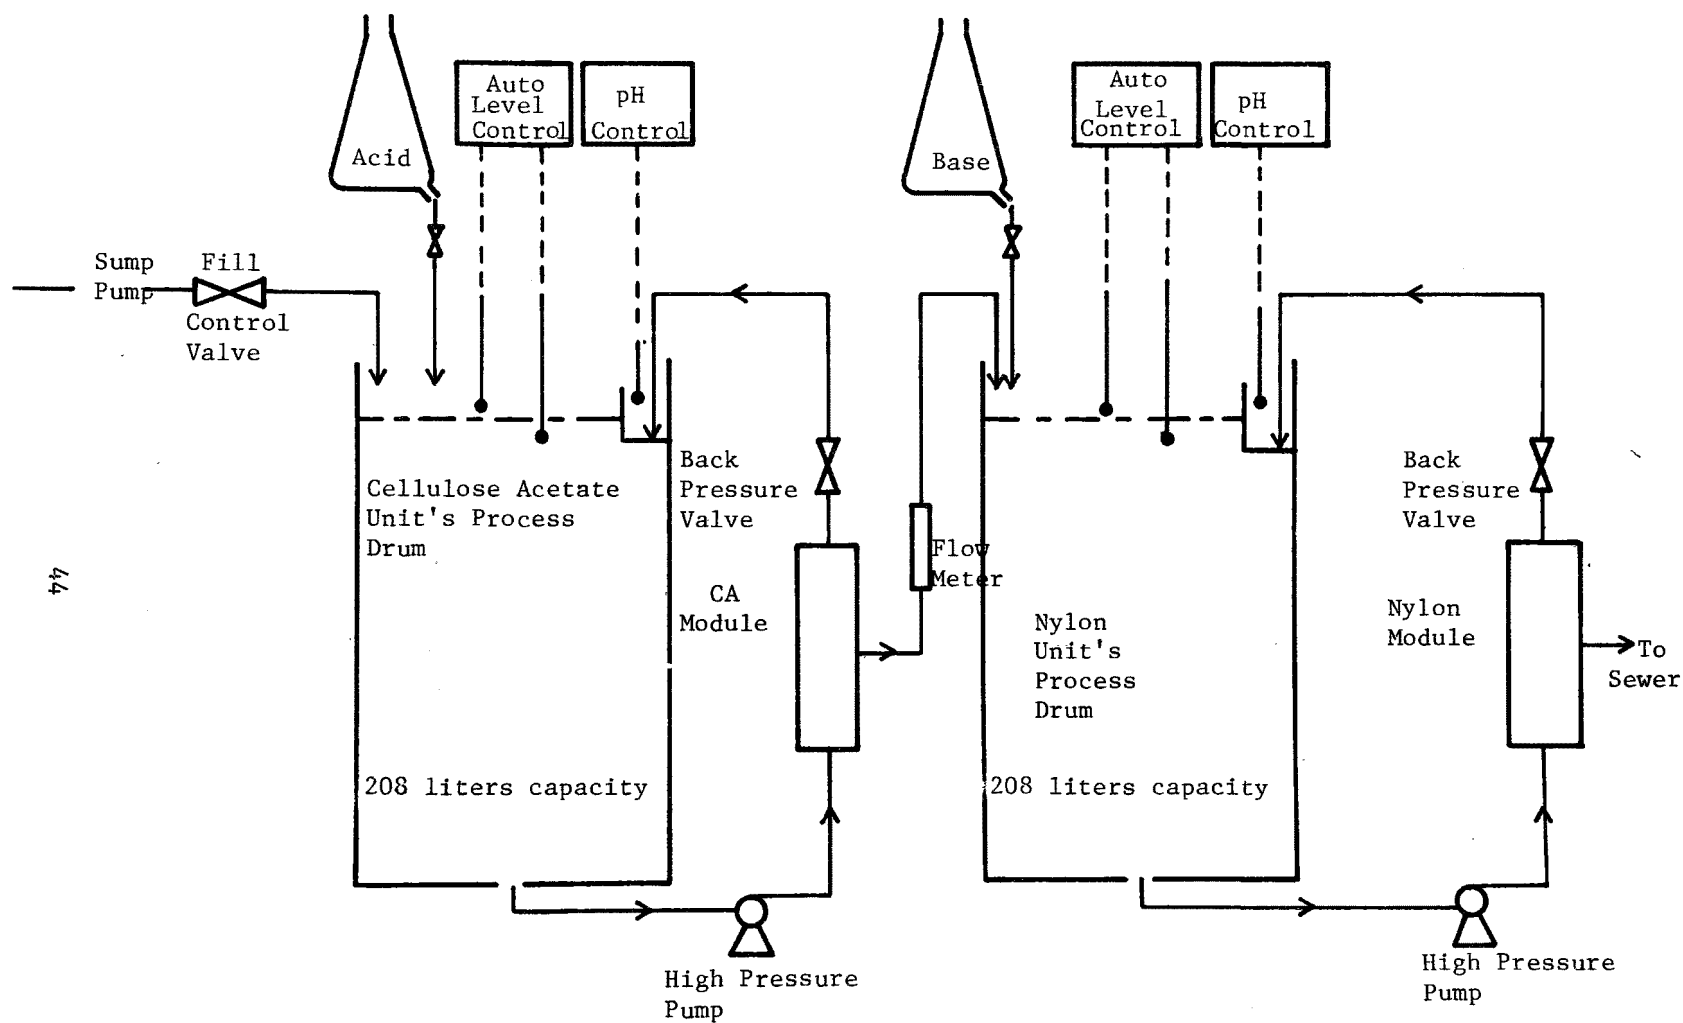 Acid
Auto
Level
Control
pH
Control
Base
Auto
Level
Control
pH
Control
Sump
Pump
Fill
Control
Valve
Cellulose Acetate
Unit's Process
Drum
208 liters capacity
Back
Pressure
Valve
CA
Module
High Pressure
Pump
Flow
Meter
Nylon
Unit's
Process
Drum
208 liters capacity
Back
Pressure
Valve
Nylon
Module
To
Sewer
High Pressure
Pump
44